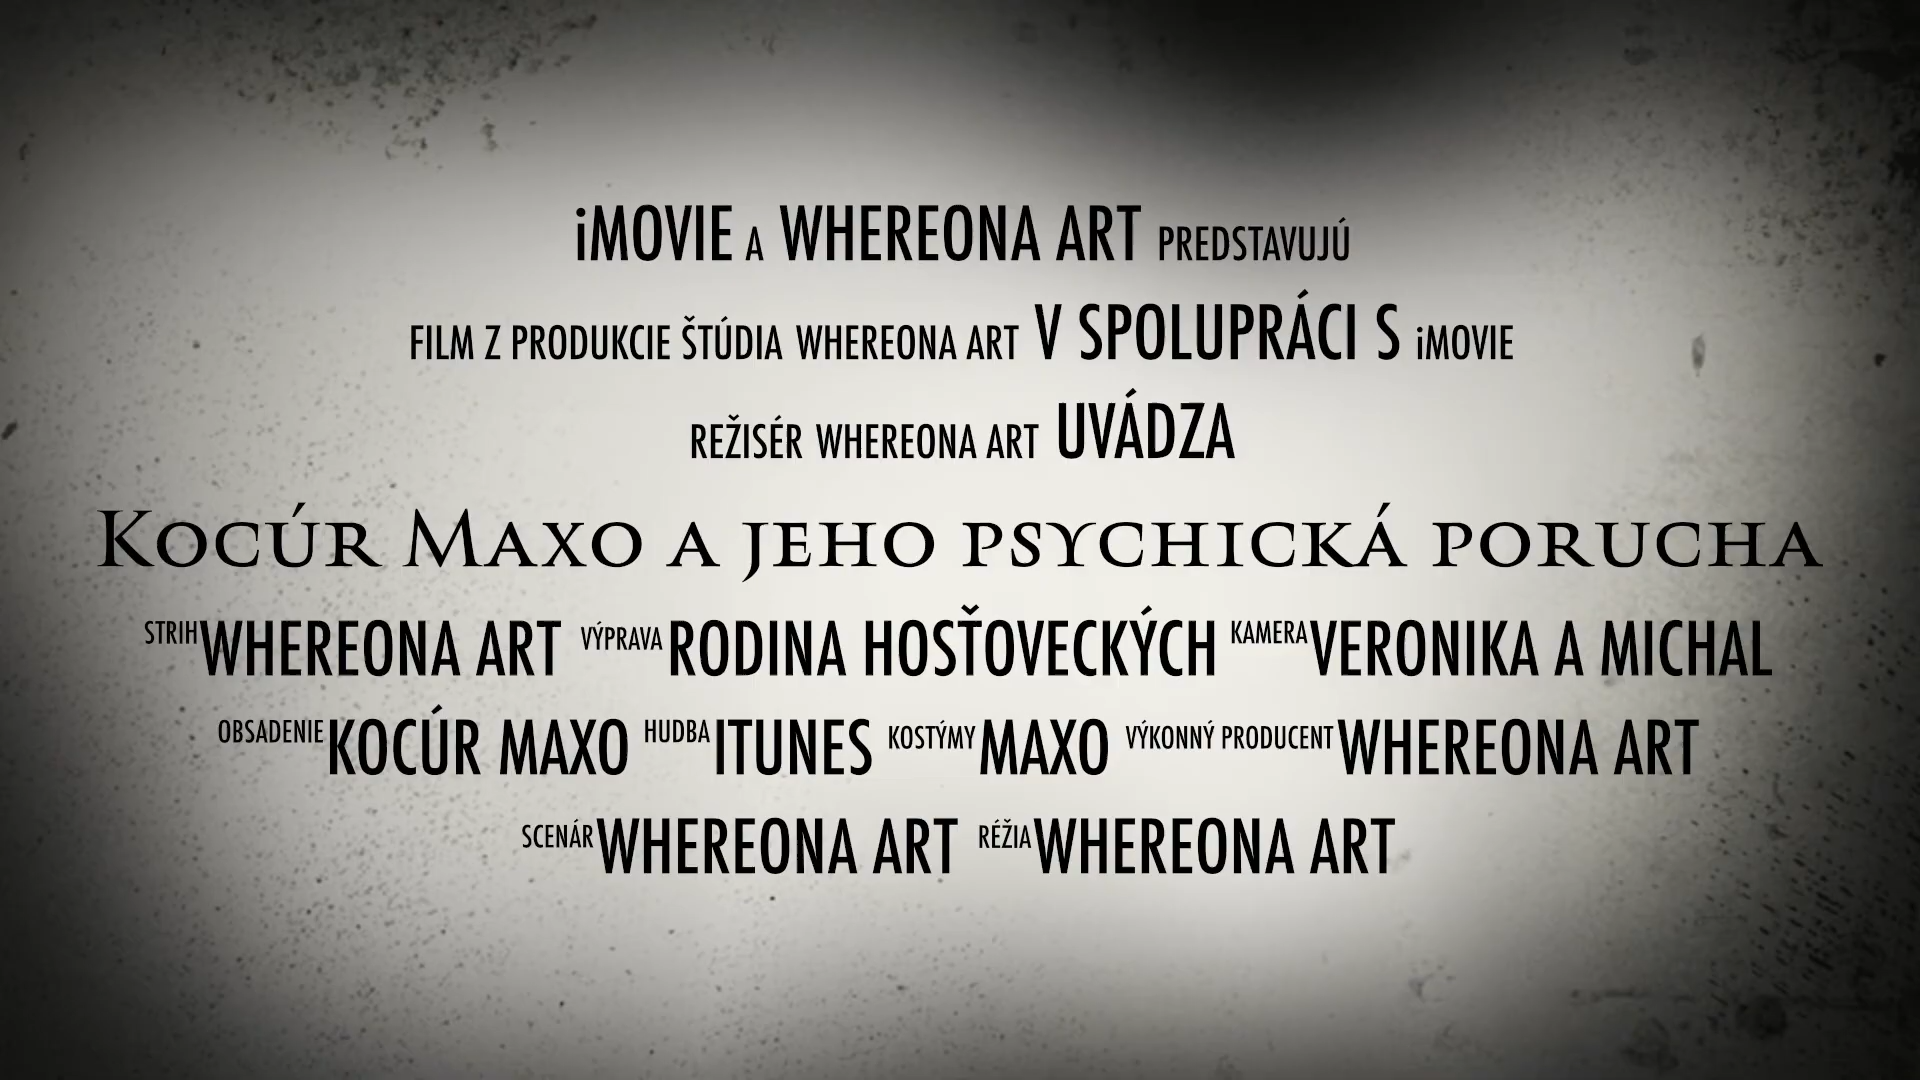 iMOVIE A WHEREONA ART PREDSTAVUJÚ
FILM Z PRODUKCIE ŠTÚDIA WHEREONA ART V SPOLUPRÁCI S iMOVIE
REŽISÉR WHEREONA ART UVÁDZA
KOCÚR MAXO A JEHO PSYCHICKÁ PORUCHA
STRIH WHEREONA ART VÝPRAVA RODINA HOSŤOVECKÝCH KAMERA VERONIKA A MICHAL
OBSADENIE KOCÚR MAXO HUDBA ITUNES KOSTÝMY MAXO VÝKONNÝ PRODUCENT WHEREONA ART
SCENÁR WHEREONA ART RÉŽIA WHEREONA ART